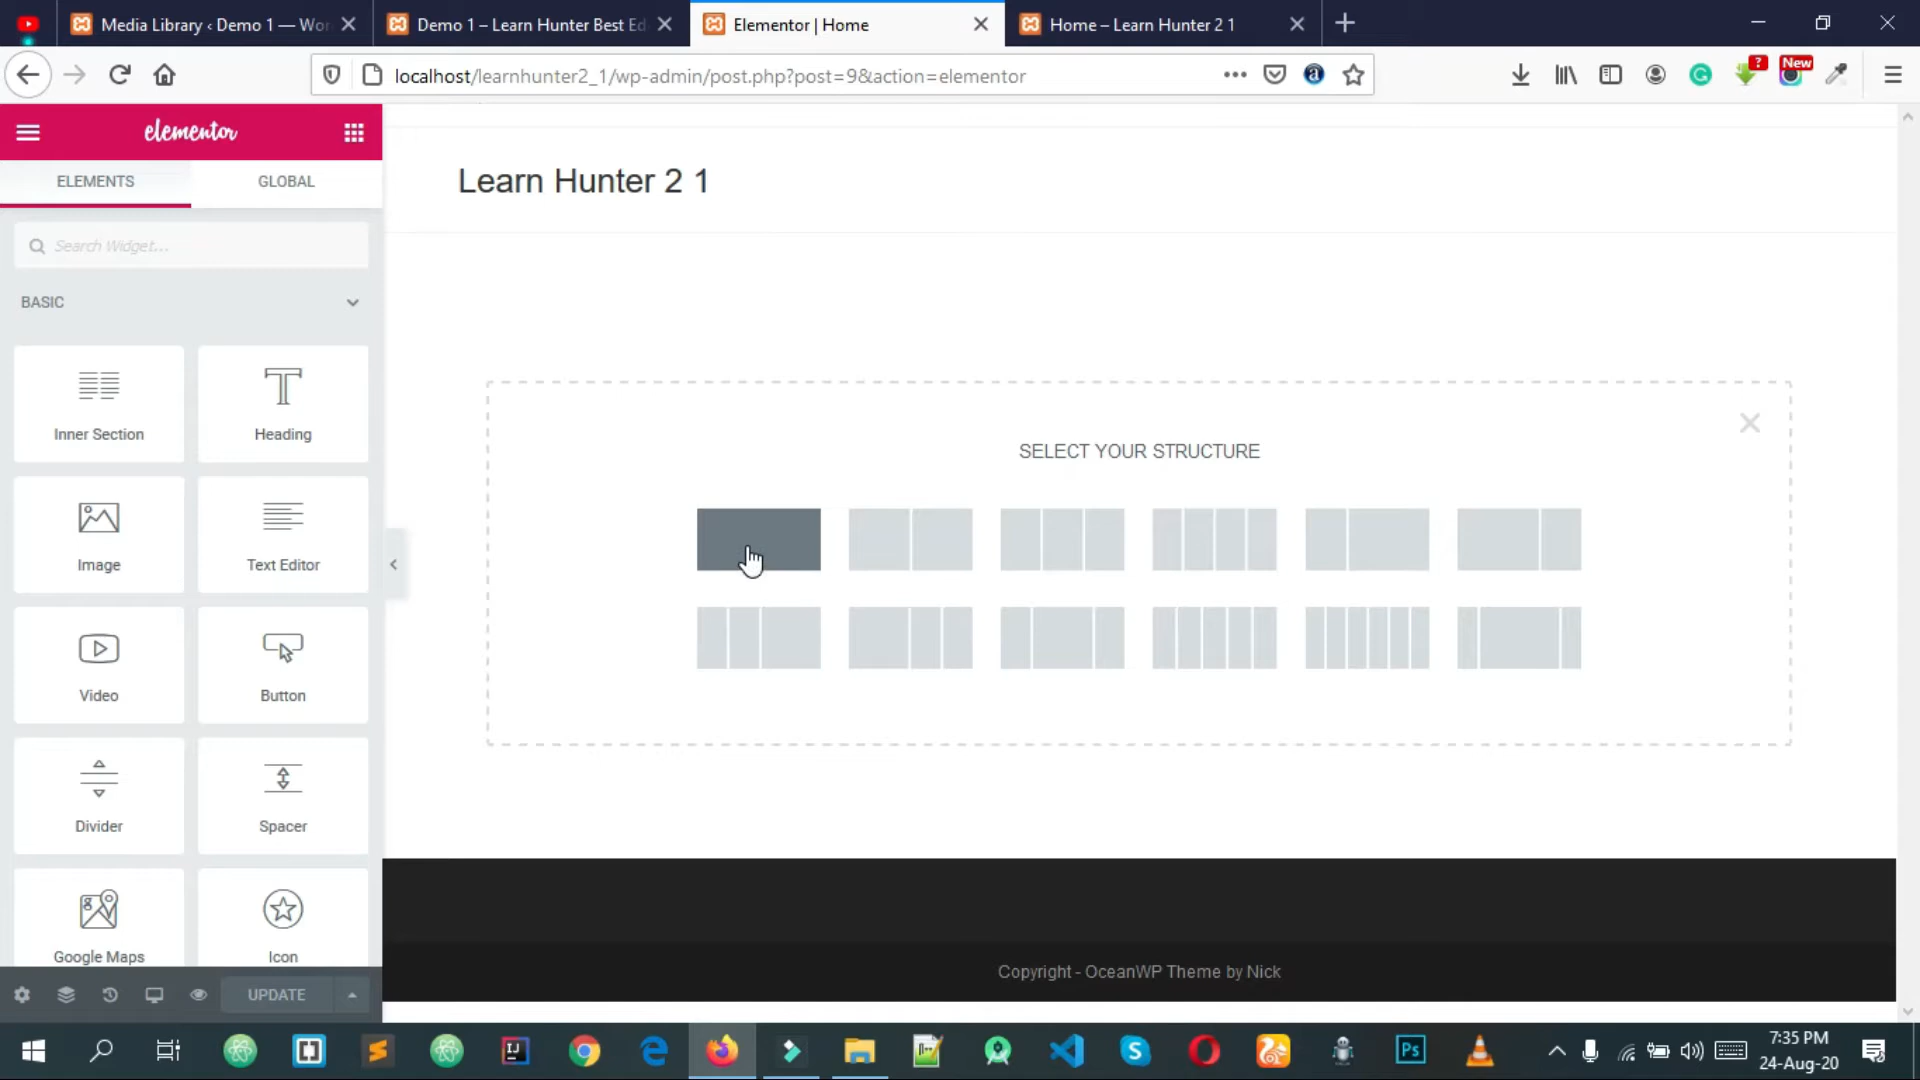 Media Library ‹ Demo 1 — Wor
Demo 1 – Learn Hunter Best Ed
Elementor | Home
Home – Learn Hunter 2 1
localhost/learnhunter2_1/wp-admin/post.php?post=9&action=elementor
?
New
elementor
ELEMENTS
GLOBAL
Learn Hunter 2 1
Search Widget...
BASIC
Inner Section
Heading
SELECT YOUR STRUCTURE
Image
Text Editor
Video
Button
Divider
Spacer
Google Maps
Icon
Copyright - OceanWP Theme by Nick
UPDATE
7:35 PM
24-Aug-20